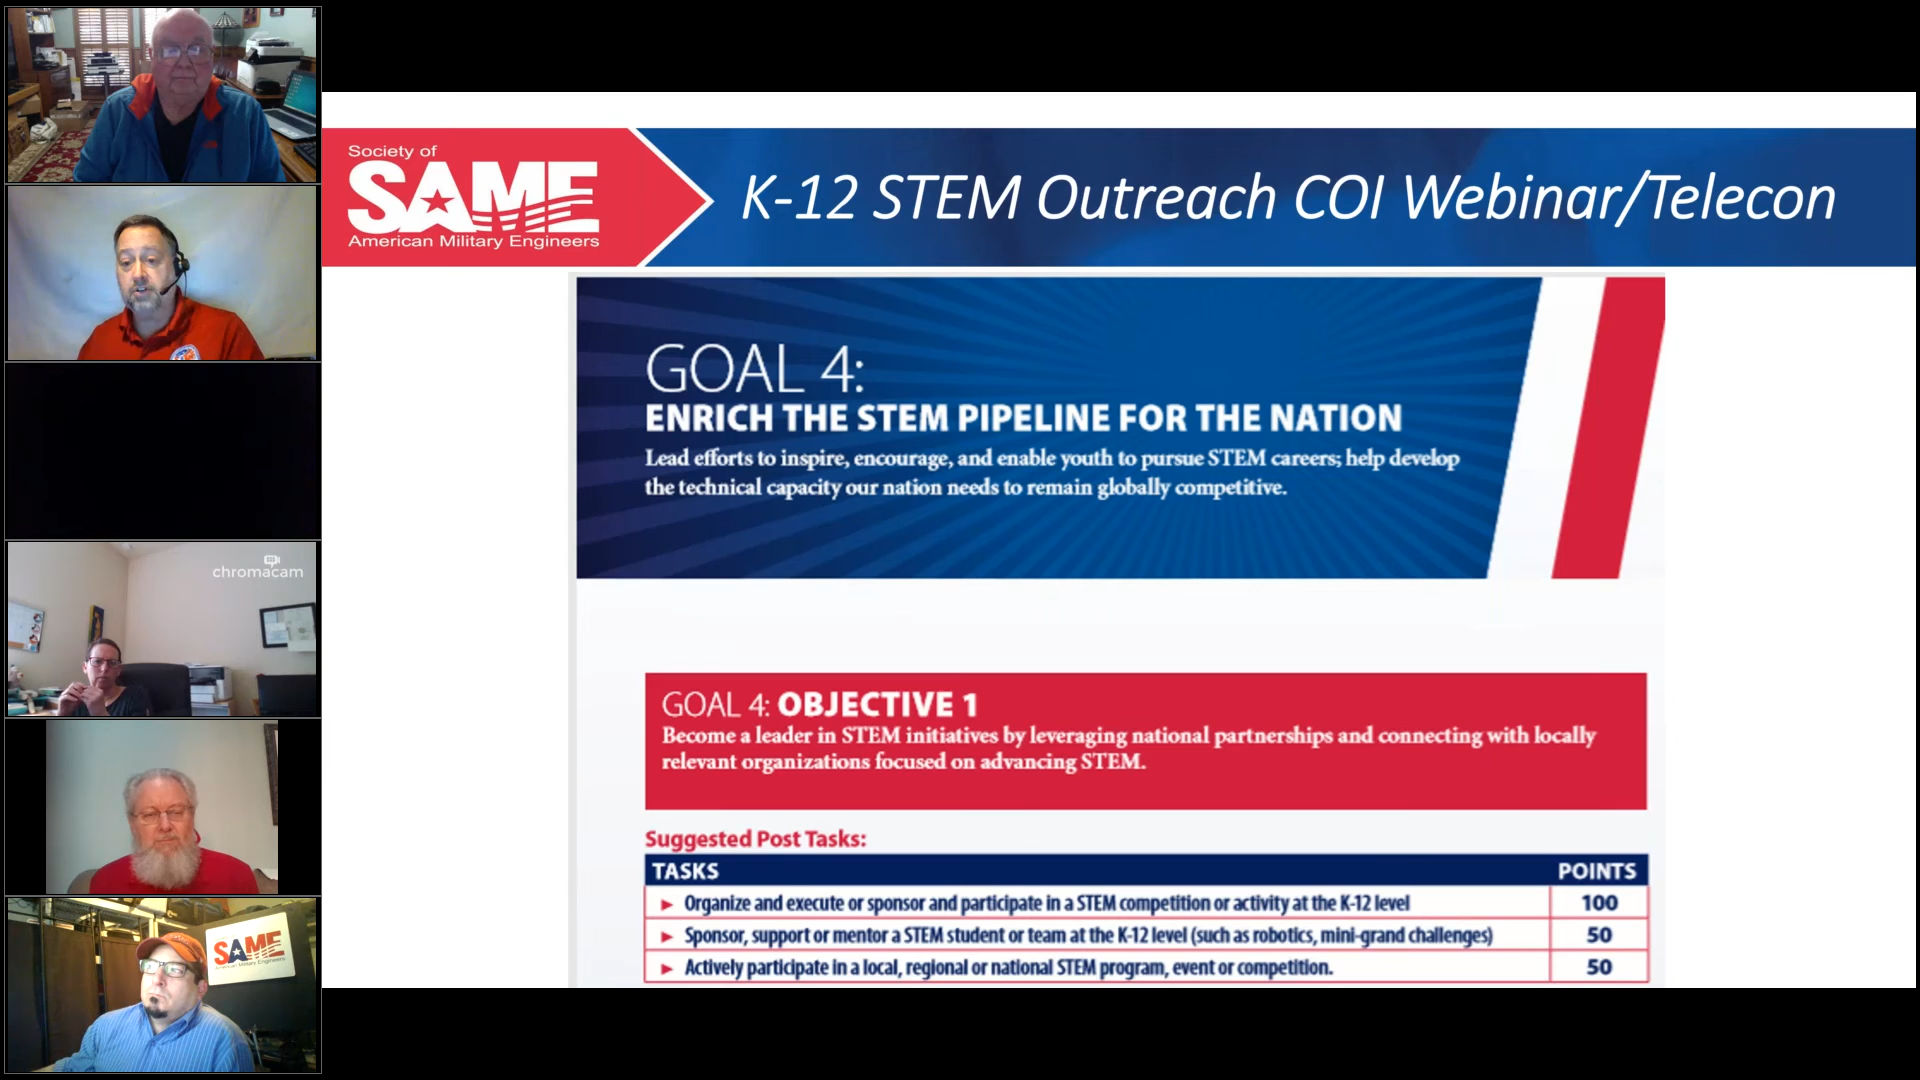 Society of
SAME
American Military Engineers
K-12 STEM Outreach COI Webinar/Telecon
GOAL 4:
ENRICH THE STEM PIPELINE FOR THE NATION
Lead efforts to inspire, encourage, and enable youth to pursue STEM careers; help develop
the technical capacity our nation needs to remain globally competitive.
GOAL 4: OBJECTIVE 1
Become a leader in STEM initiatives by leveraging national partnerships and connecting with locally
relevant organizations focused on advancing STEM.
Suggested Post Tasks:
TASKS POINTS
► Organize and execute or sponsor and participate in a STEM competition or activity at the K-12 level 100
► Sponsor, support or mentor a STEM student or team at the K-12 level (such as robotics, mini-grand challenges) 50
► Actively participate in a local, regional or national STEM program, event or competition. 50
chromacam
SAME
American Military Engineers